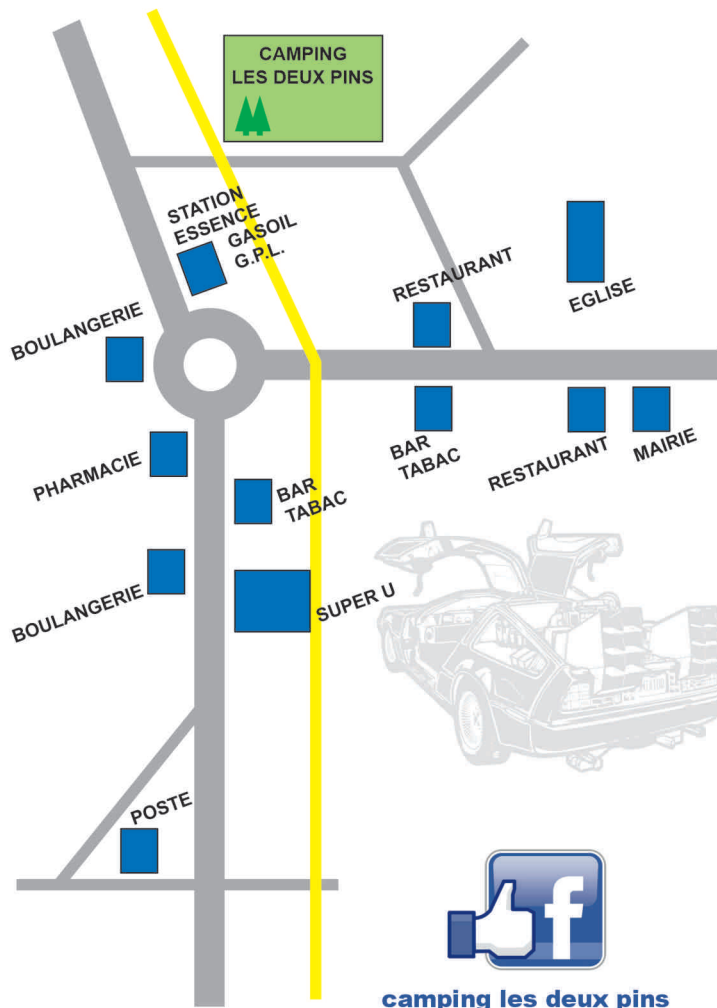 CAMPING
LES DEUX PINS
STATION
ESSENCE
GASOIL
G.P.L.
RESTAURANT
EGLISE
BOULANGERIE
BAR
TABAC
RESTAURANT
MAIRIE
PHARMACIE
BAR
TABAC
BOULANGERIE
SUPER U
POSTE
f
camping les deux pins